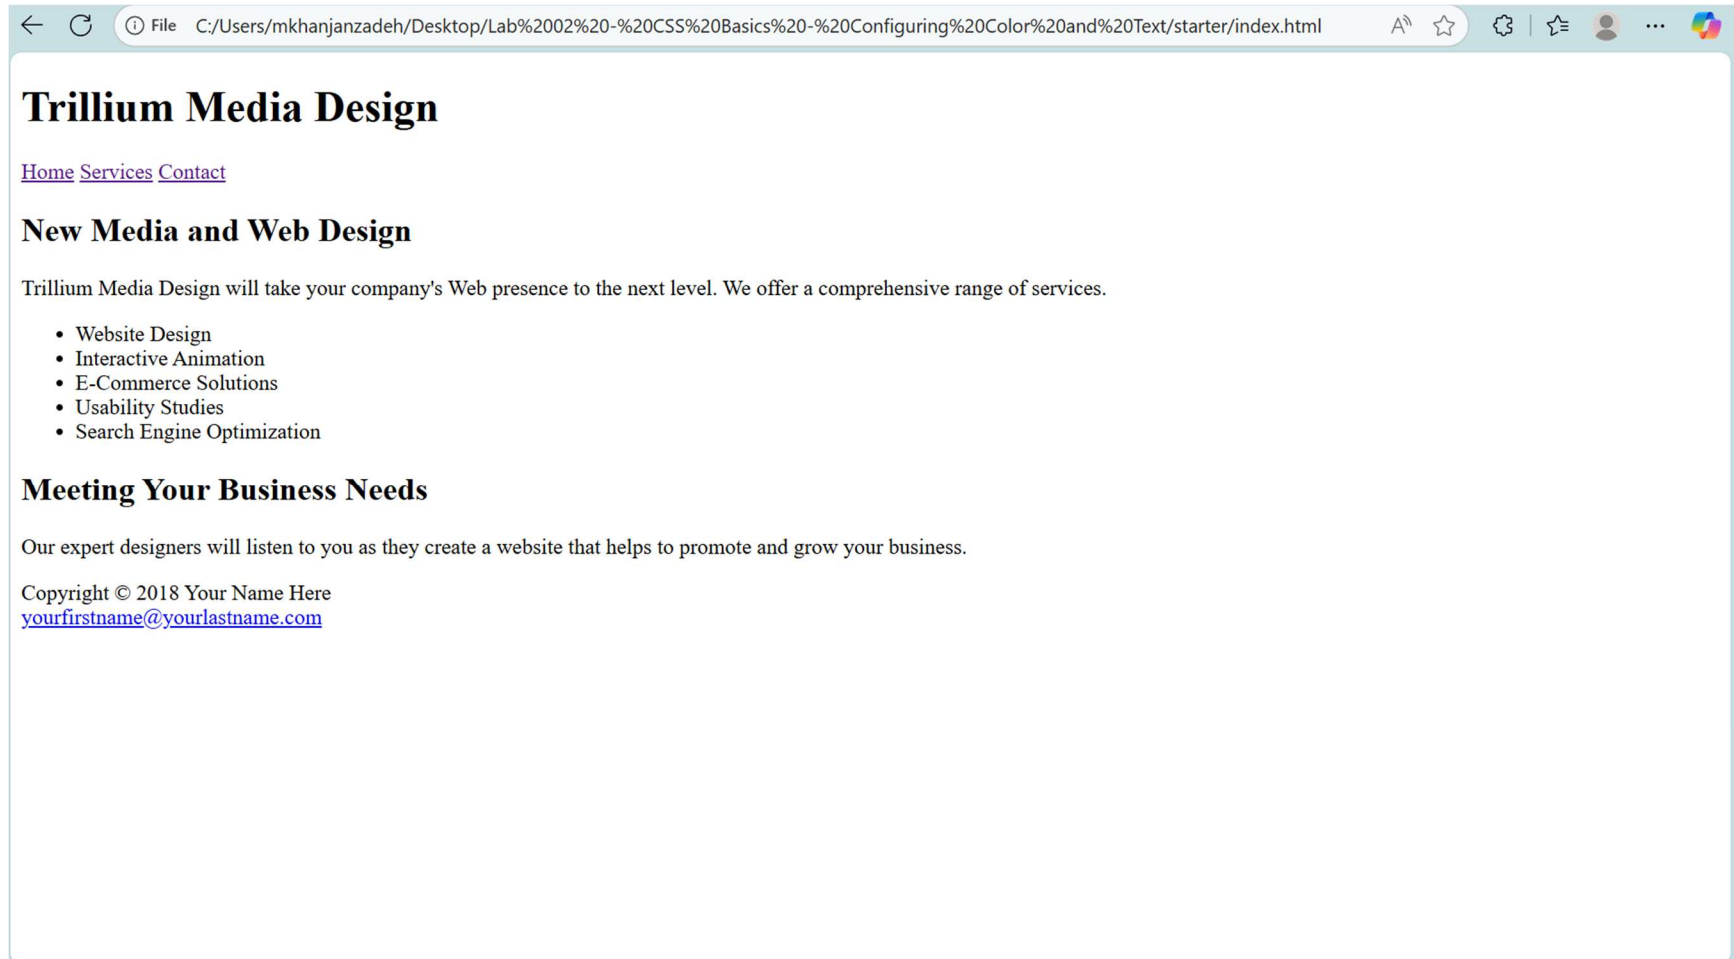 File C:/Users/mkhanjanzadeh/Desktop/Lab%2002%20-%20CSS%20Basics%20-%20Configuring%20Color%20and%20Text/starter/index.html
Trillium Media Design
Home Services Contact
New Media and Web Design
Trillium Media Design will take your company's Web presence to the next level. We offer a comprehensive range of services.
• Website Design
• Interactive Animation
• E-Commerce Solutions
• Usability Studies
• Search Engine Optimization
Meeting Your Business Needs
Our expert designers will listen to you as they create a website that helps to promote and grow your business.
Copyright © 2018 Your Name Here
yourfirstname@yourlastname.com